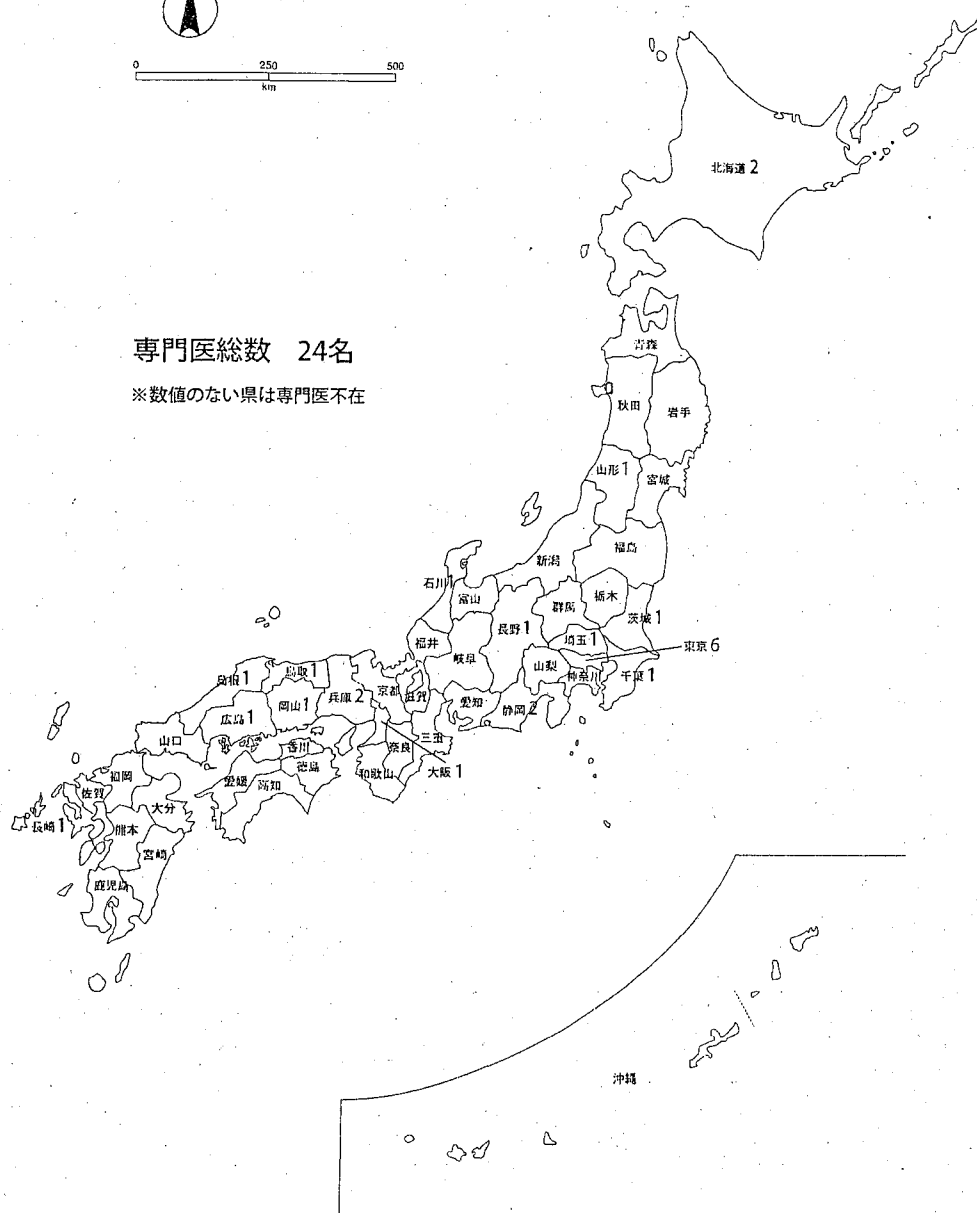 0 250 500
km
北海道 2
専門医総数 24名
※数値のない県は専門医不在
青森
秋田
岩手
山形 1
宮城
福島
新潟
石川 1
富山
群馬
栃木
茨城 1
長野 1
埼玉 1
東京 6
福井
岐阜
山梨
神奈川
千葉 1
島根 1
鳥取 1
岡山 1
兵庫 2
京都
滋賀
愛知
静岡 2
広島 1
山口
香川
徳島
奈良
三重
和歌山
大阪 1
愛媛
高知
福岡
佐賀
大分
長崎 1
熊本
宮崎
鹿児島
沖縄